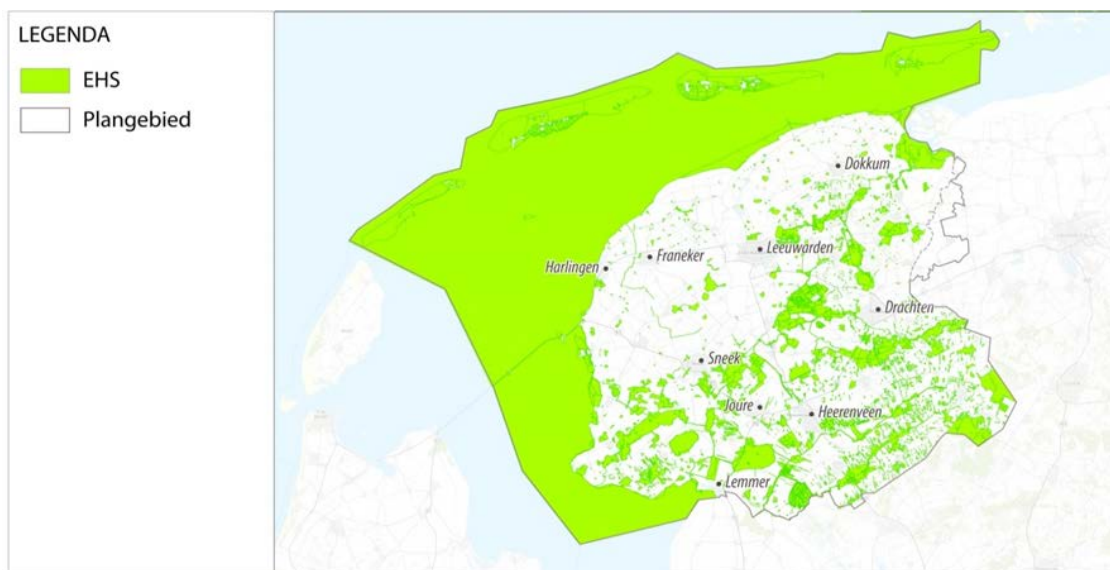 LEGENDA
EHS
Plangebied
Dokkum
Leeuwarden
Franeker
Harlingen
Drachten
Sneek
Joure
Heerenveen
Lemmer